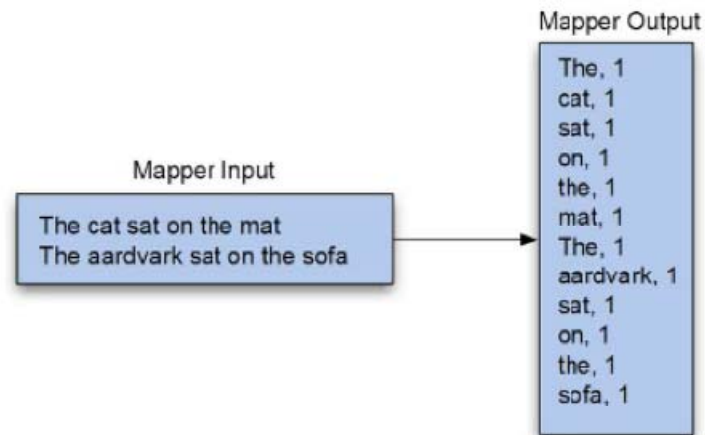 Mapper Input
The cat sat on the mat
The aardvark sat on the sofa
Mapper Output
The, 1
cat, 1
sat, 1
on, 1
the, 1
mat, 1
The, 1
aardvark, 1
sat, 1
on, 1
the, 1
sofa, 1